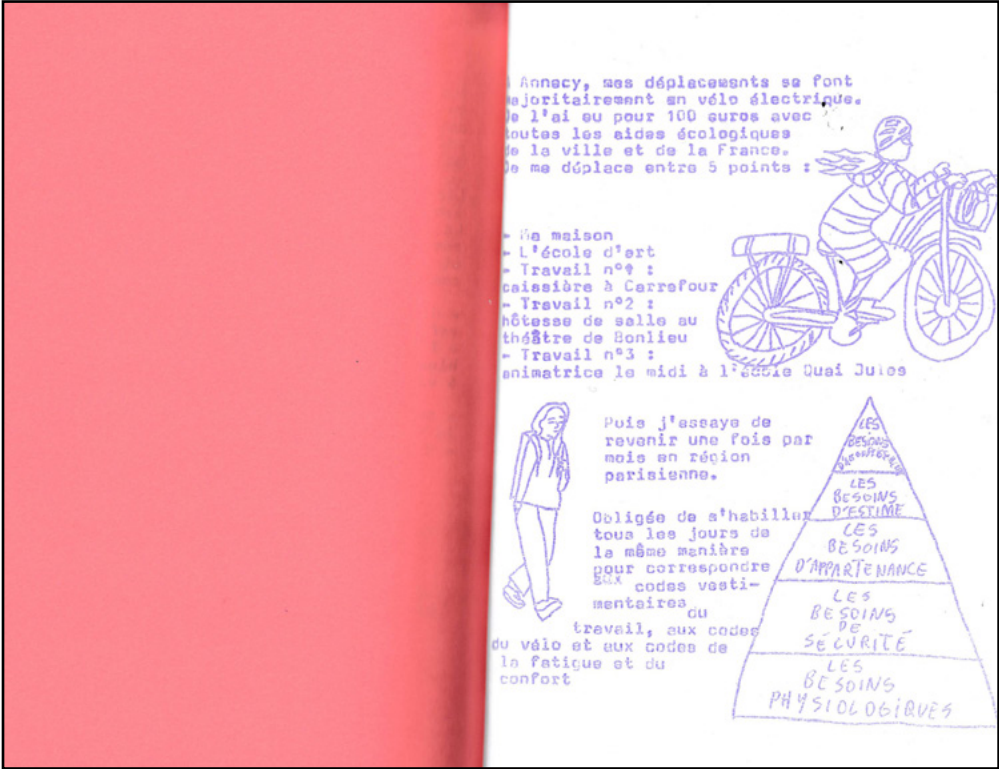 Annecy, mes déplacements se font
majoritairement en vélo électrique.
Je l'ai eu pour 100 euros avec
toutes les aides écologiques
de la ville et de la France.
Je me déplace entre 5 points :
- Ma maison
- L'école d'art
- Travail n°1 :
caissière à Carrefour
- Travail n°2 :
hôtesse de salle au
théâtre de Bonlieu
- Travail n°3 :
animatrice le midi à l'école Quai Jules
Puis j'essaye de
revenir une fois par
mois en région
parisienne.
Obligée de s'habiller
tous les jours de
la même manière
pour correspondre
aux codes vesti-
mentaires du
travail, aux codes
du vélo et aux codes de
la fatigue et du
confort
LES
BESOINS
LES
BESOINS
D'ESTIME
LES
BESOINS
D'APPARTENANCE
LES
BESOINS
DE
SÉCURITÉ
LES
BESOINS
PHYSIOLOGIQUES